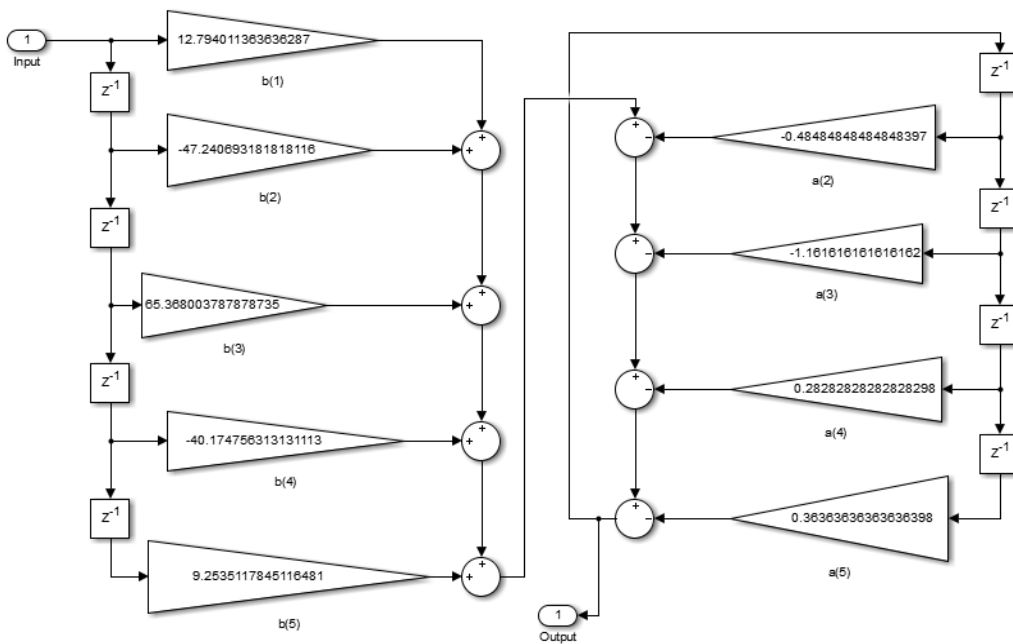 1
Input
12.794011363636287
b(1)
z-1
-47.240693181818116
b(2)
z-1
65.368003787878735
b(3)
z-1
-40.174756313131113
b(4)
z-1
9.2535117845116481
b(5)
+
+
+
+
+
+
+
+
z-1
+
−
-0.48484848484848397
a(2)
z-1
+
−
-1.161616161616162
a(3)
z-1
+
−
0.28282828282828298
a(4)
z-1
+
−
0.36363636363636398
a(5)
1
Output